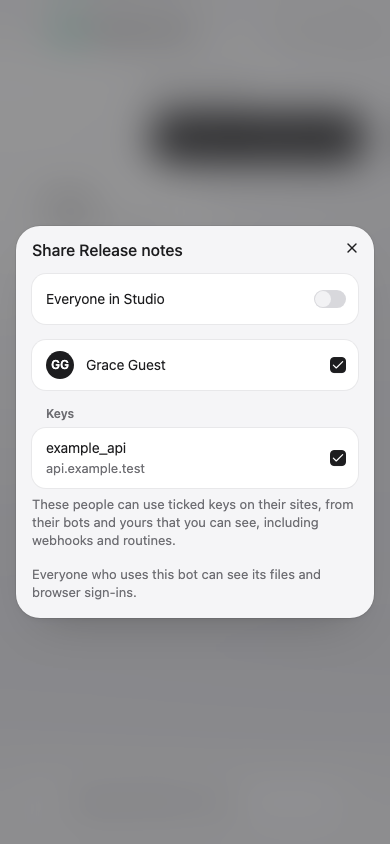 Share Release notes
Everyone in Studio
GG Grace Guest
Keys
example_api
api.example.test
These people can use ticked keys on their sites, from
their bots and yours that you can see, including
webhooks and routines.
Everyone who uses this bot can see its files and
browser sign-ins.